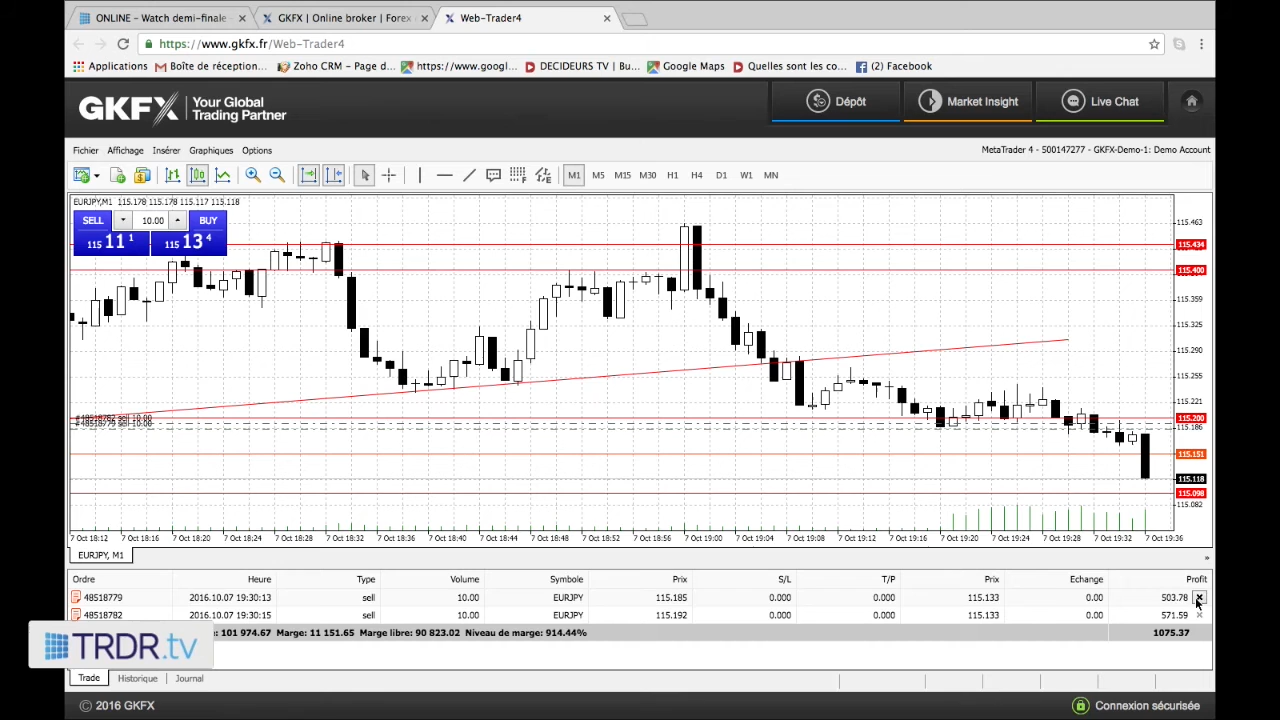 ONLINE - Watch demi-finale
GKFX | Online broker | Forex
Web-Trader4
https://www.gkfx.fr/Web-Trader4
Applications
Boîte de réception...
Zoho CRM - Page d...
https://www.googl...
DECIDEURS TV | Bu...
Google Maps
Quelles sont les co...
(2) Facebook
GKFX
Your Global
Trading Partner
Dépôt
Market Insight
Live Chat
Fichier Affichage Insérer Graphiques Options
MetaTrader 4 - 500147277 - GKFX-Demo-1: Demo Account
M1 M5 M15 M30 H1 H4 D1 W1 MN
EURJPY,M1 115.178 115.178 115.117 115.118
SELL 10.00 BUY
115 11 1 115 13 4
115.463
115.434
115.400
115.359
115.325
115.290
115.255
115.221
115.200
115.186
115.151
115.118
115.098
115.082
#48518782 sell 10.00
#48518779 sell 10.00
7 Oct 18:12 7 Oct 18:16 7 Oct 18:20 7 Oct 18:24 7 Oct 18:28 7 Oct 18:32 7 Oct 18:36 7 Oct 18:40 7 Oct 18:44 7 Oct 18:48 7 Oct 18:52 7 Oct 18:56 7 Oct 19:00 7 Oct 19:04 7 Oct 19:08 7 Oct 19:12 7 Oct 19:16 7 Oct 19:20 7 Oct 19:24 7 Oct 19:28 7 Oct 19:32 7 Oct 19:36
EURJPY, M1
»
Ordre Heure Type Volume Symbole Prix S/L T/P Prix Echange Profit
48518779 2016.10.07 19:30:13 sell 10.00 EURJPY 115.185 0.000 0.000 115.133 0.00 503.78
48518782 2016.10.07 19:30:15 sell 10.00 EURJPY 115.192 0.000 0.000 115.133 0.00 571.59
: 101 974.67 Marge: 11 151.65 Marge libre: 90 823.02 Niveau de marge: 914.44% 1075.37
TRDR.tv
Trade Historique Journal
© 2016 GKFX
Connexion sécurisée